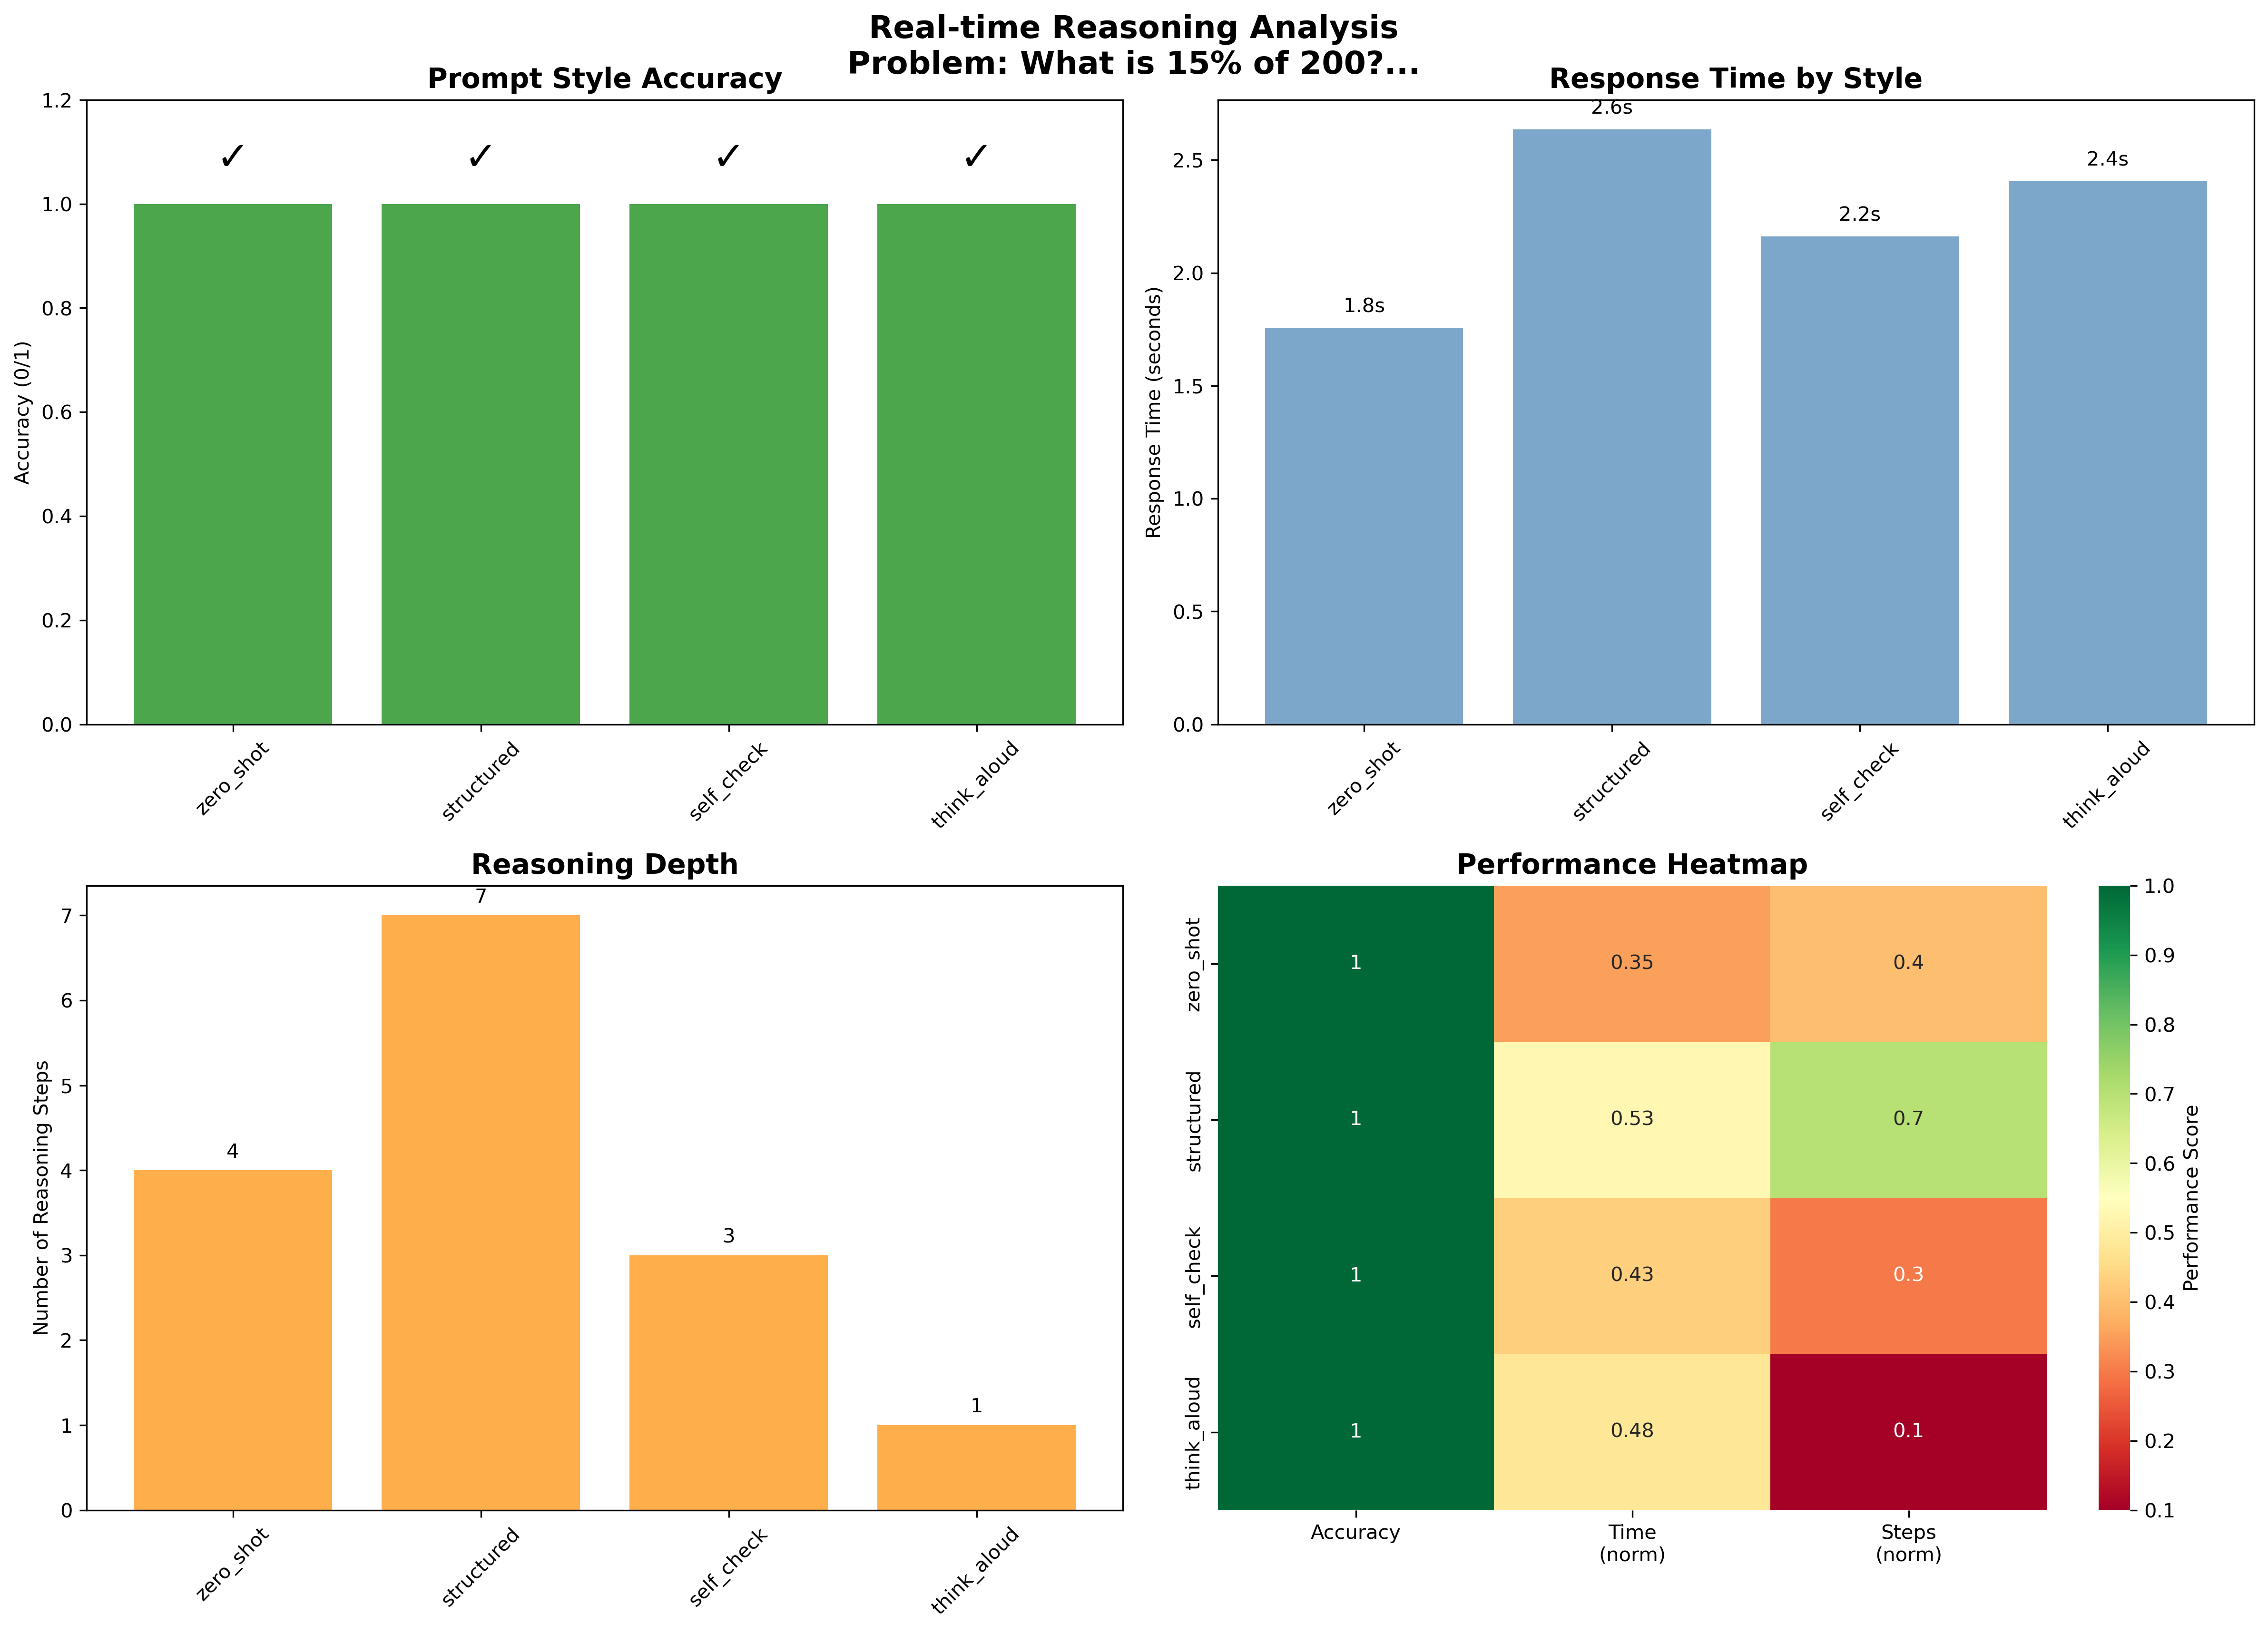 Real-time Reasoning Analysis
Problem: What is 15% of 200?...
Prompt Style Accuracy
Accuracy (0/1)
1.2
1.0
0.8
0.6
0.4
0.2
0.0
✓ ✓ ✓ ✓
zero_shot structured self_check think_aloud
Response Time by Style
Response Time (seconds)
2.5
2.0
1.5
1.0
0.5
0.0
1.8s 2.6s 2.2s 2.4s
zero_shot structured self_check think_aloud
Reasoning Depth
Number of Reasoning Steps
7
6
5
4
3
2
1
0
4 7 3 1
zero_shot structured self_check think_aloud
Performance Heatmap
zero_shot 1 0.35 0.4
structured 1 0.53 0.7
self_check 1 0.43 0.3
think_aloud 1 0.48 0.1
Accuracy Time Steps
(norm) (norm)
1.0
0.9
0.8
0.7
0.6
0.5
0.4
0.3
0.2
0.1
Performance Score